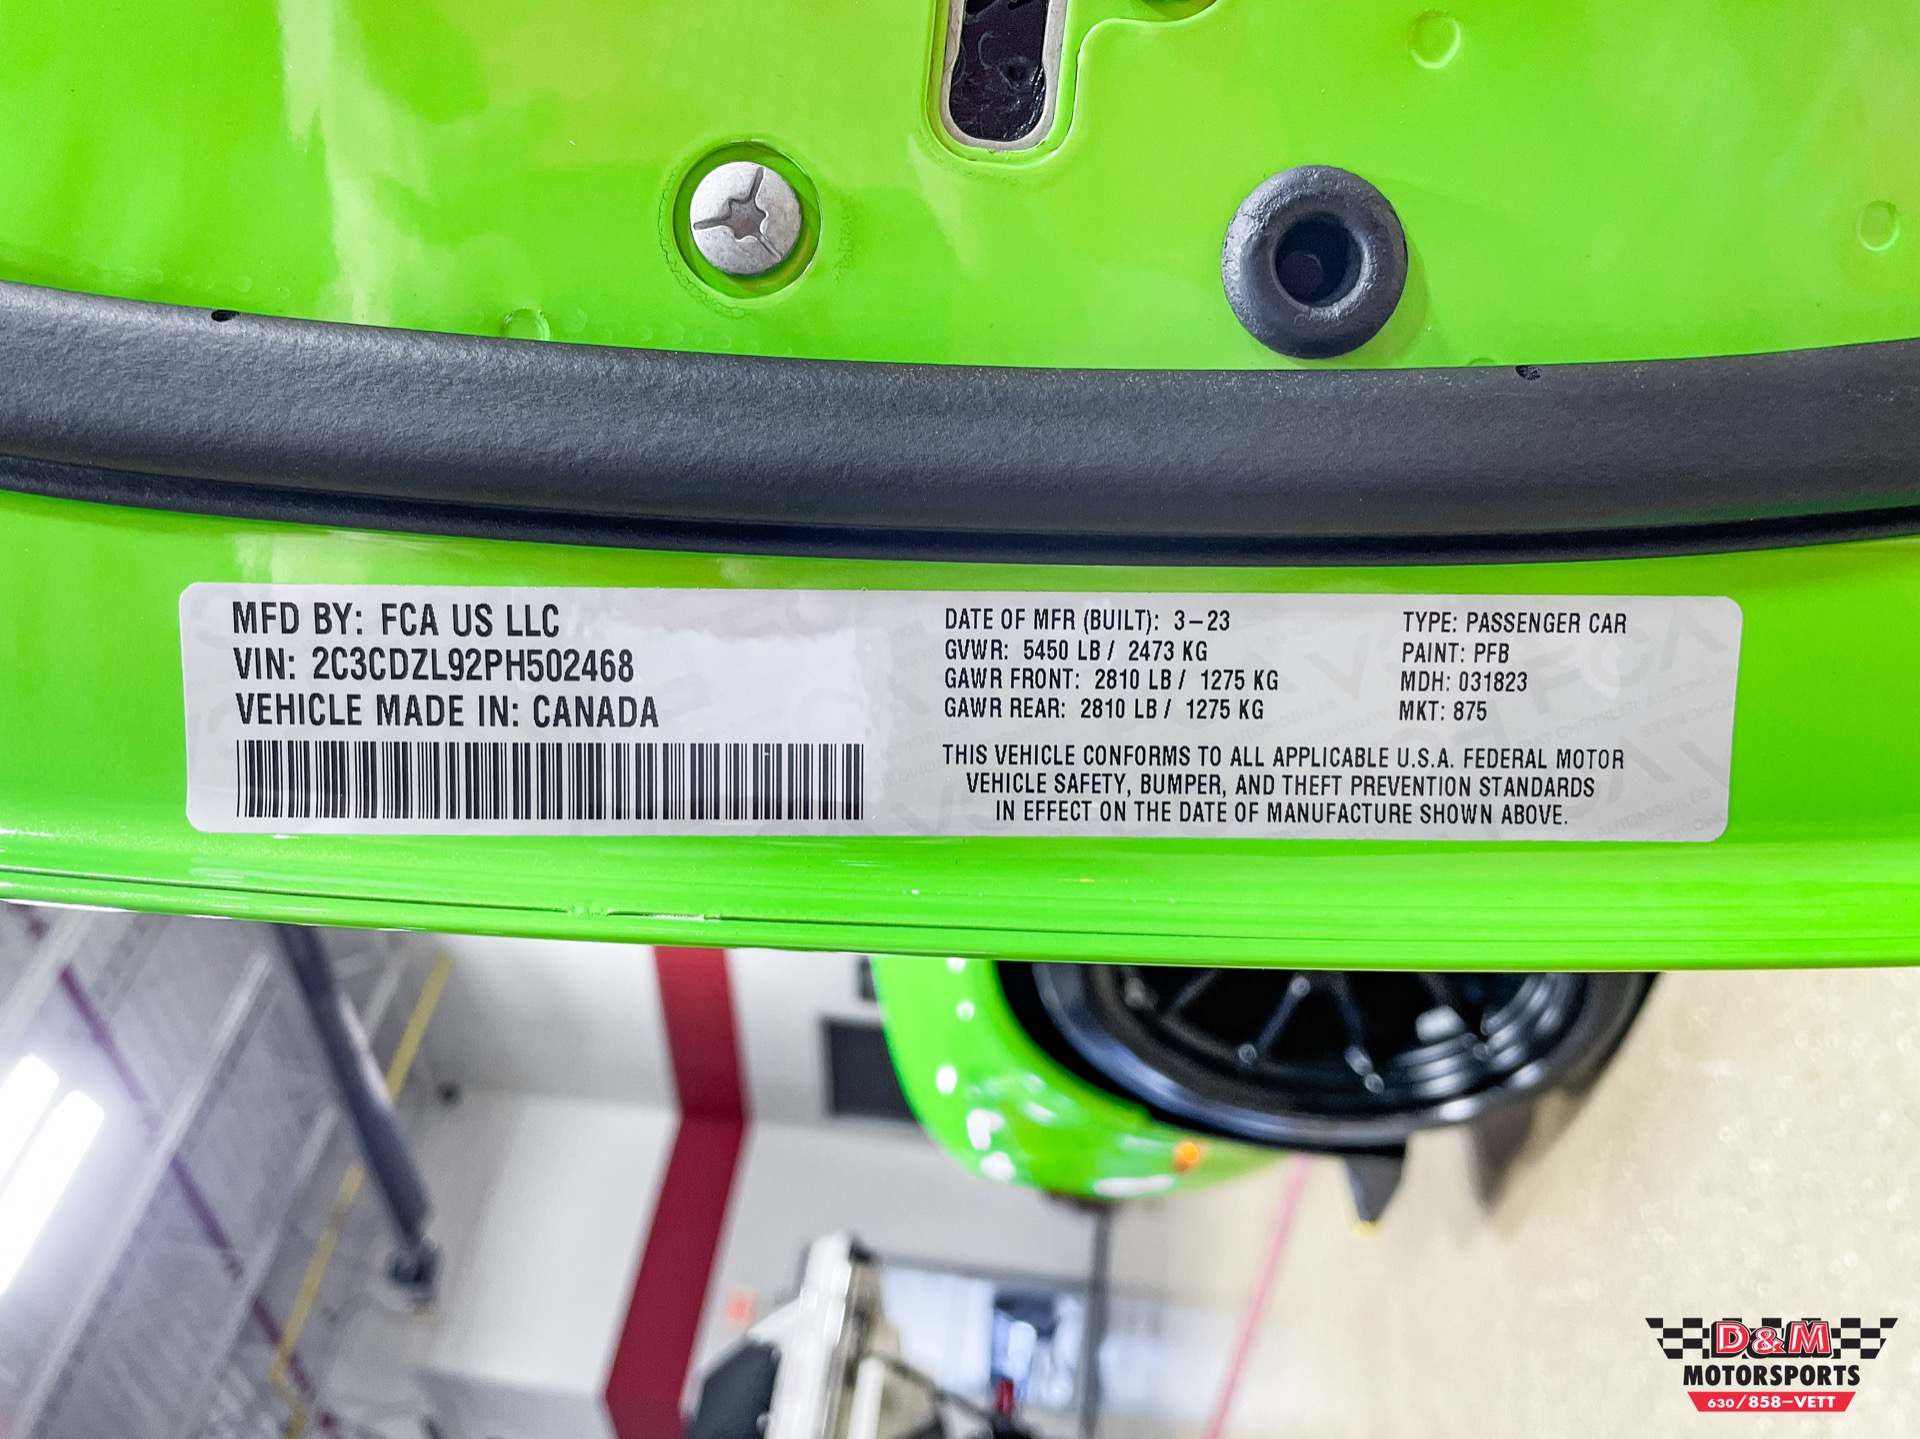 MFD BY: FCA US LLC
VIN: 2C3CDZL92PH502468
VEHICLE MADE IN: CANADA
DATE OF MFR (BUILT): 3-23
GVWR: 5450 LB / 2473 KG
GAWR FRONT: 2810 LB / 1275 KG
GAWR REAR: 2810 LB / 1275 KG
TYPE: PASSENGER CAR
PAINT: PFB
MDH: 031823
MKT: 875
THIS VEHICLE CONFORMS TO ALL APPLICABLE U.S.A. FEDERAL MOTOR
VEHICLE SAFETY, BUMPER, AND THEFT PREVENTION STANDARDS
IN EFFECT ON THE DATE OF MANUFACTURE SHOWN ABOVE.
D&M
MOTORSPORTS
630/858-VETT